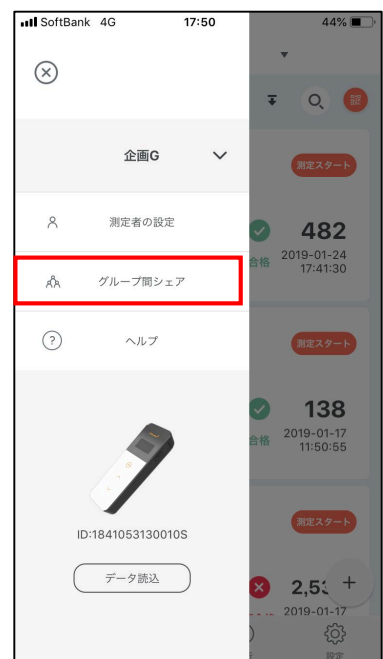 SoftBank 4G 17:50 44%
企画G
測定スタート
測定者の設定
482
合格
2019-01-24
17:41:30
グループ間シェア
?
ヘルプ
測定スタート
138
合格
2019-01-17
11:50:55
測定スタート
ID:1841053130010S
データ読込
2,53
+
2019-01-17
設定